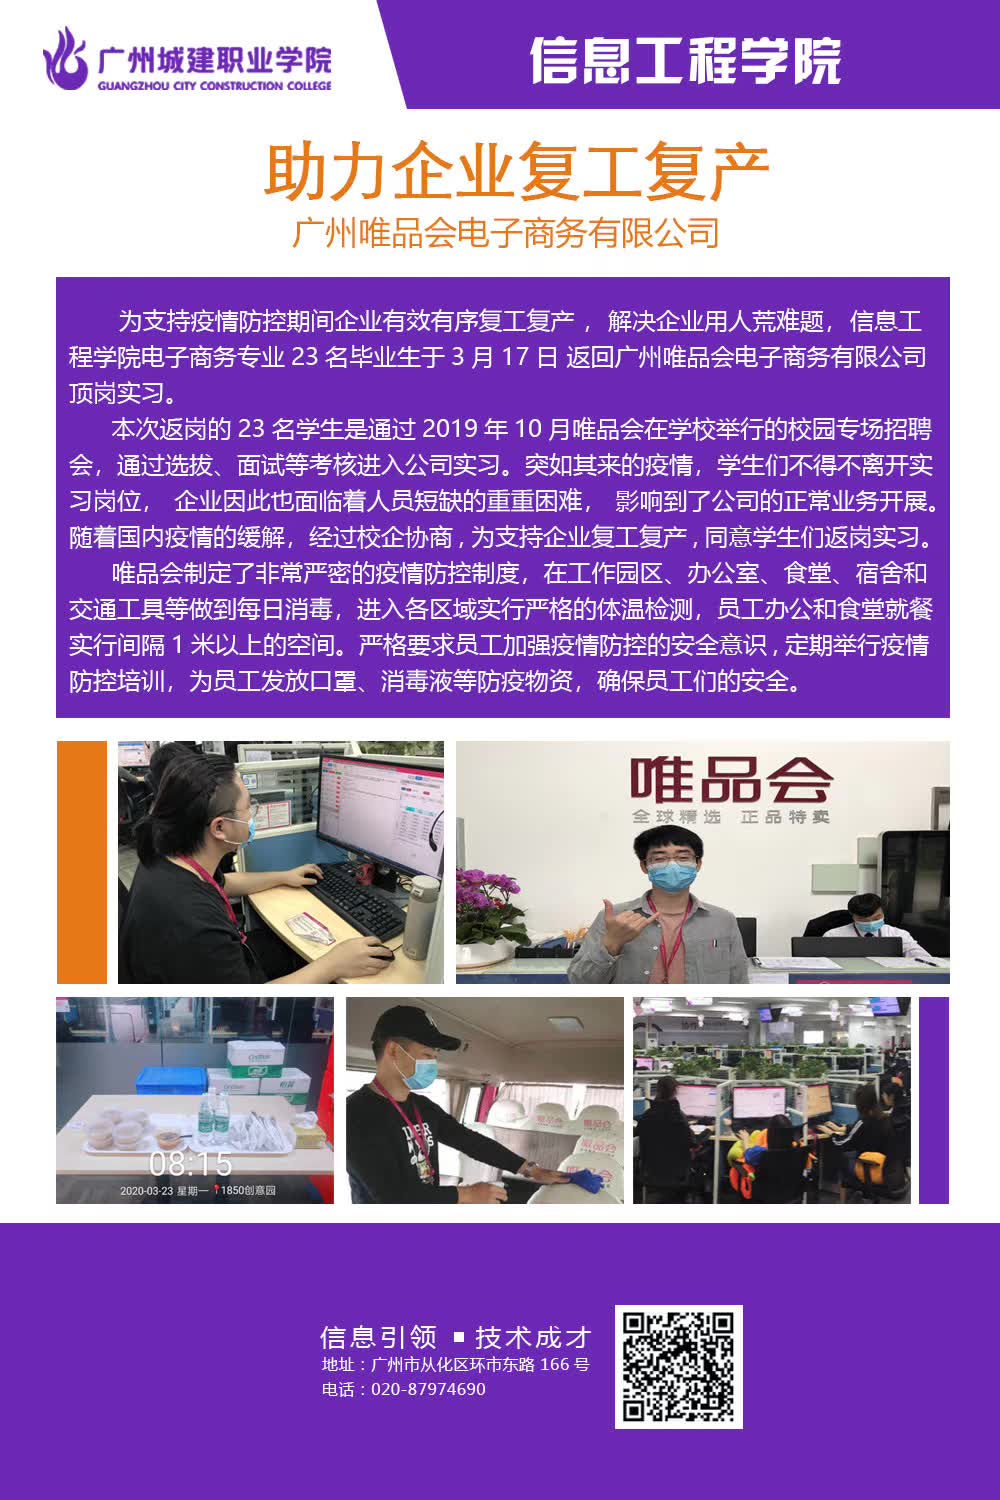 广州城建职业学院
GUANGZHOU CITY CONSTRUCTION COLLEGE
信息工程学院
助力企业复工复产
广州唯品会电子商务有限公司
为支持疫情防控期间企业有效有序复工复产 ， 解决企业用人荒难题，信息工
程学院电子商务专业 23 名毕业生于 3 月 17 日 返回广州唯品会电子商务有限公司
顶岗实习。
本次返岗的 23 名学生是通过 2019 年 10 月唯品会在学校举行的校园专场招聘
会，通过选拔、面试等考核进入公司实习。突如其来的疫情，学生们不得不离开实
习岗位， 企业因此也面临着人员短缺的重重困难， 影响到了公司的正常业务开展。
随着国内疫情的缓解，经过校企协商 , 为支持企业复工复产 , 同意学生们返岗实习。
唯品会制定了非常严密的疫情防控制度，在工作园区、办公室、食堂、宿舍和
交通工具等做到每日消毒，进入各区域实行严格的体温检测，员工办公和食堂就餐
实行间隔 1 米以上的空间。严格要求员工加强疫情防控的安全意识 , 定期举行疫情
防控培训，为员工发放口罩、消毒液等防疫物资，确保员工们的安全。
唯品会
全球精选 正品特卖
08:15
2020-03-23 星期一 1850创意园
唯品会
唯品会
唯品会
信息引领 ▪ 技术成才
地址：广州市从化区环市东路 166 号
电话：020-87974690